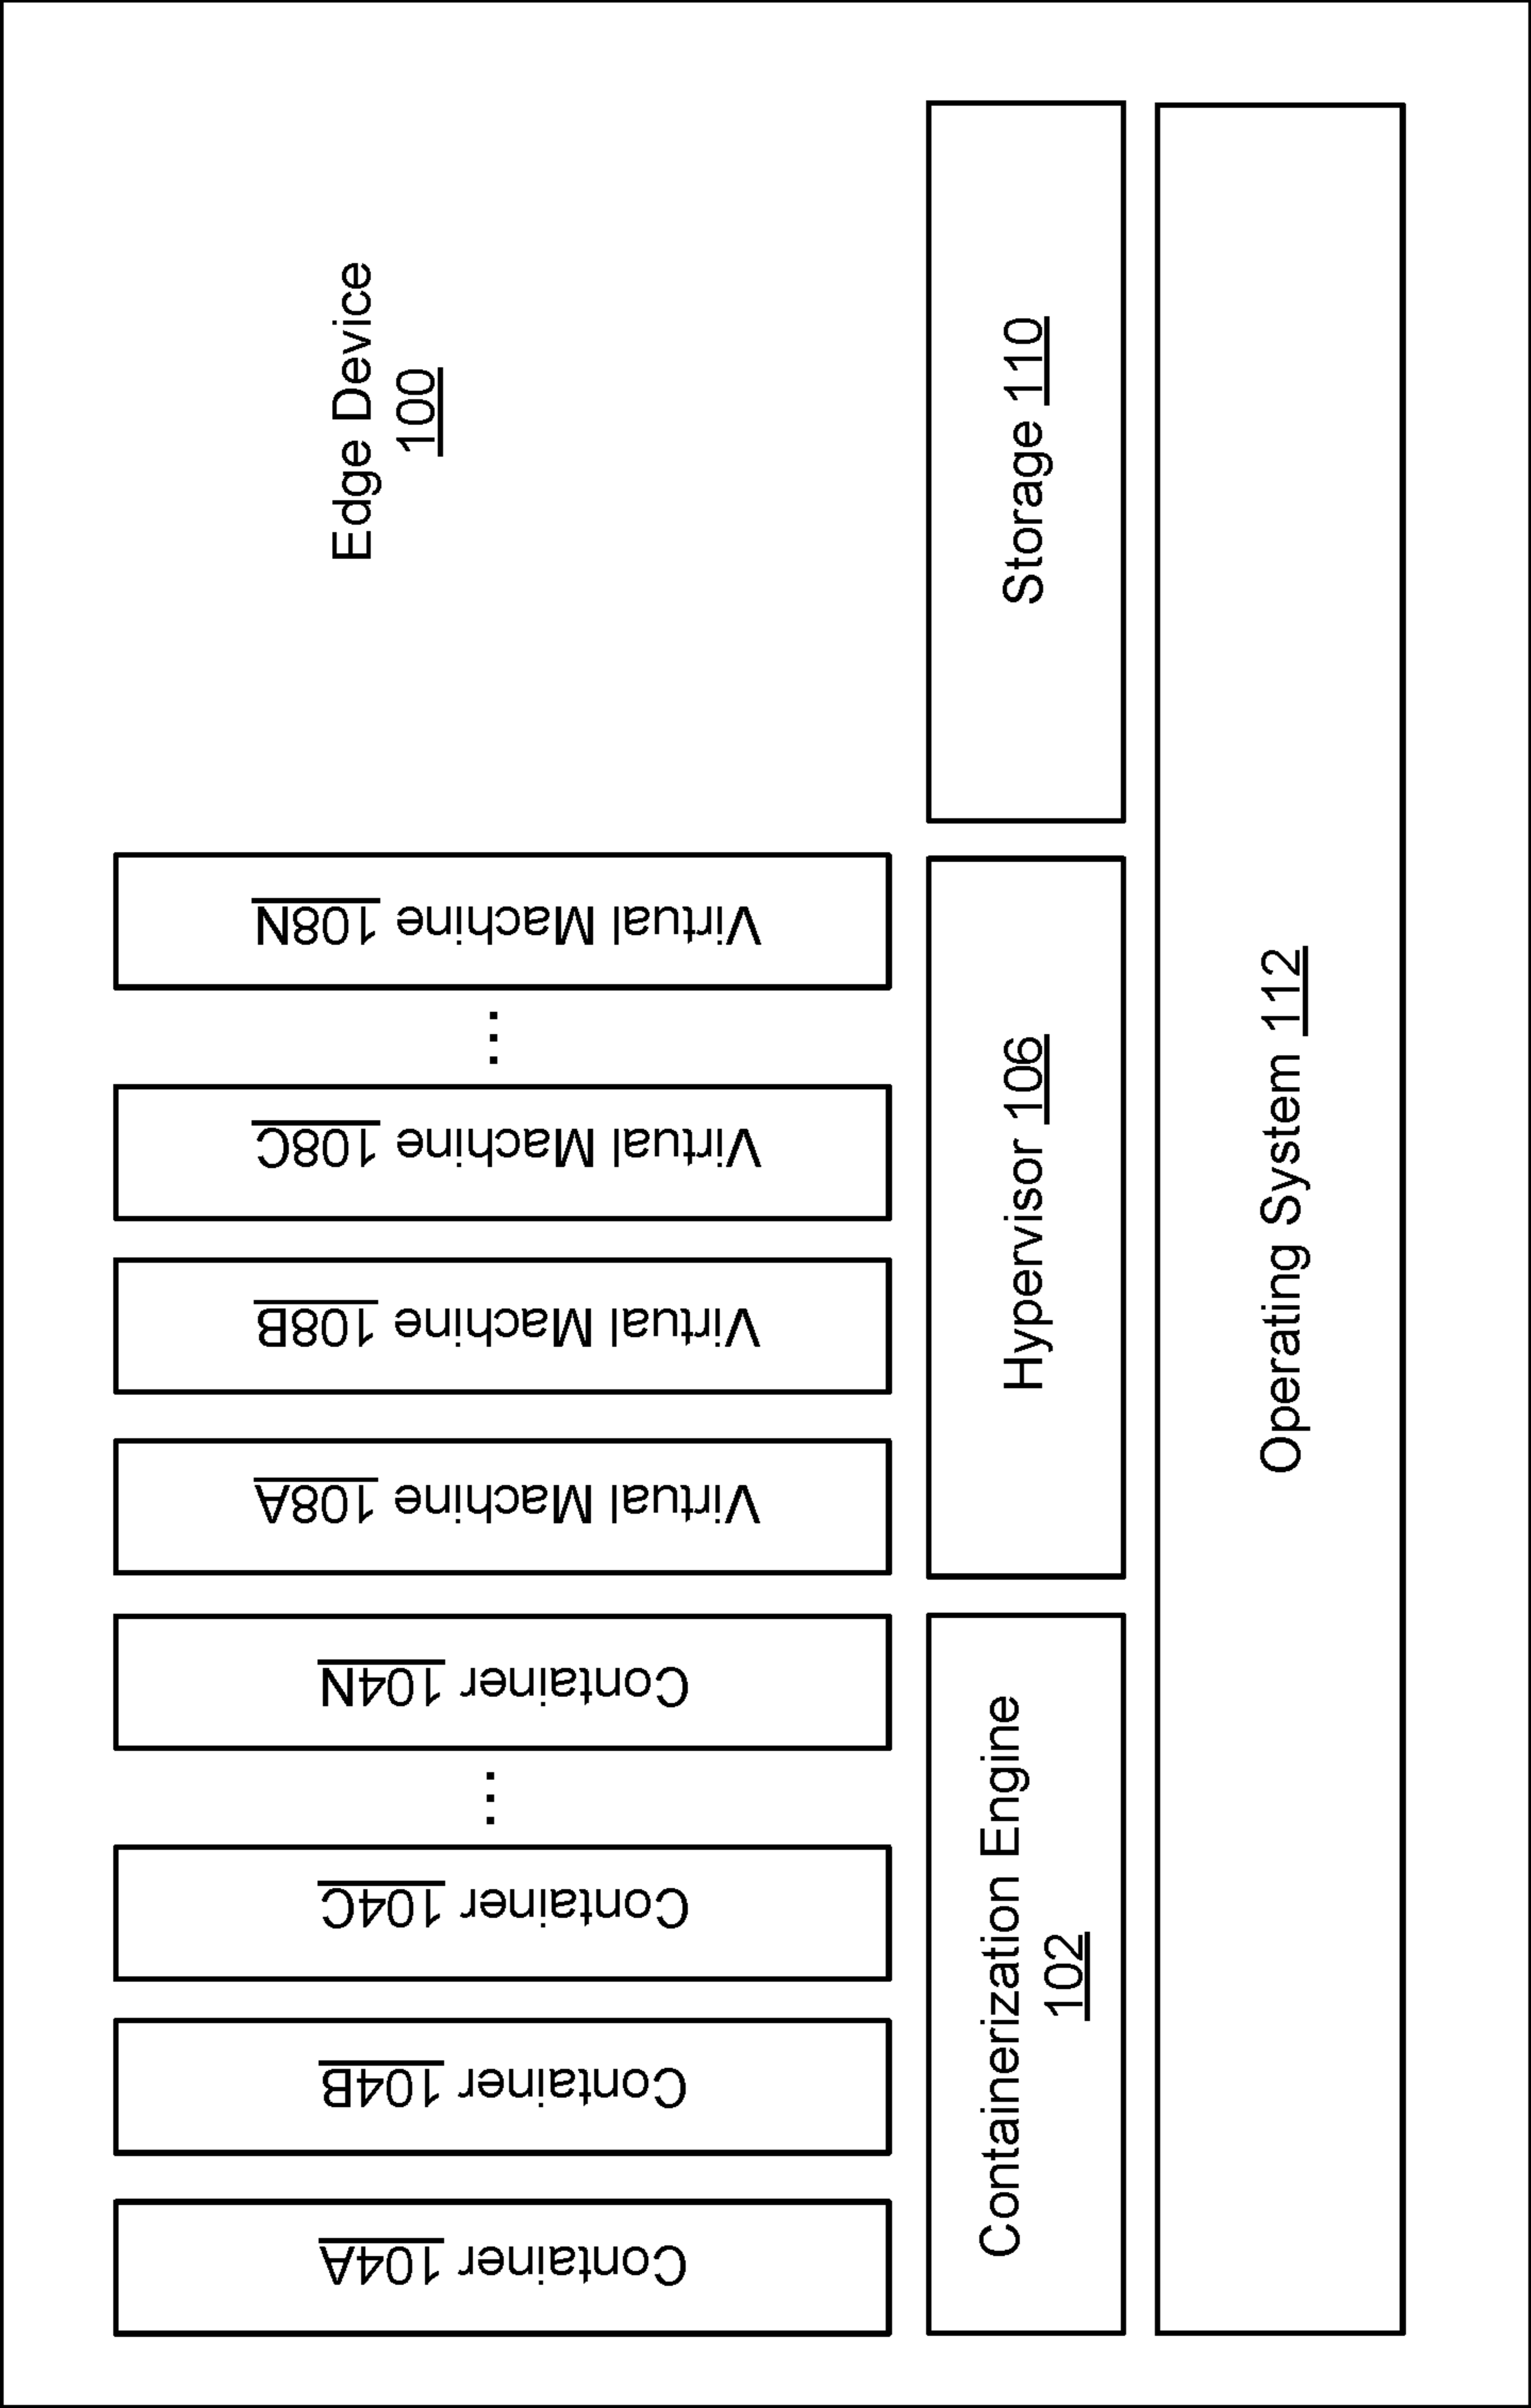 Edge Device
100
Container 104A
Container 104B
Container 104C
...
Container 104N
Virtual Machine 108A
Virtual Machine 108B
Virtual Machine 108C
...
Virtual Machine 108N
Containerization Engine
102
Hypervisor 106
Storage 110
Operating System 112